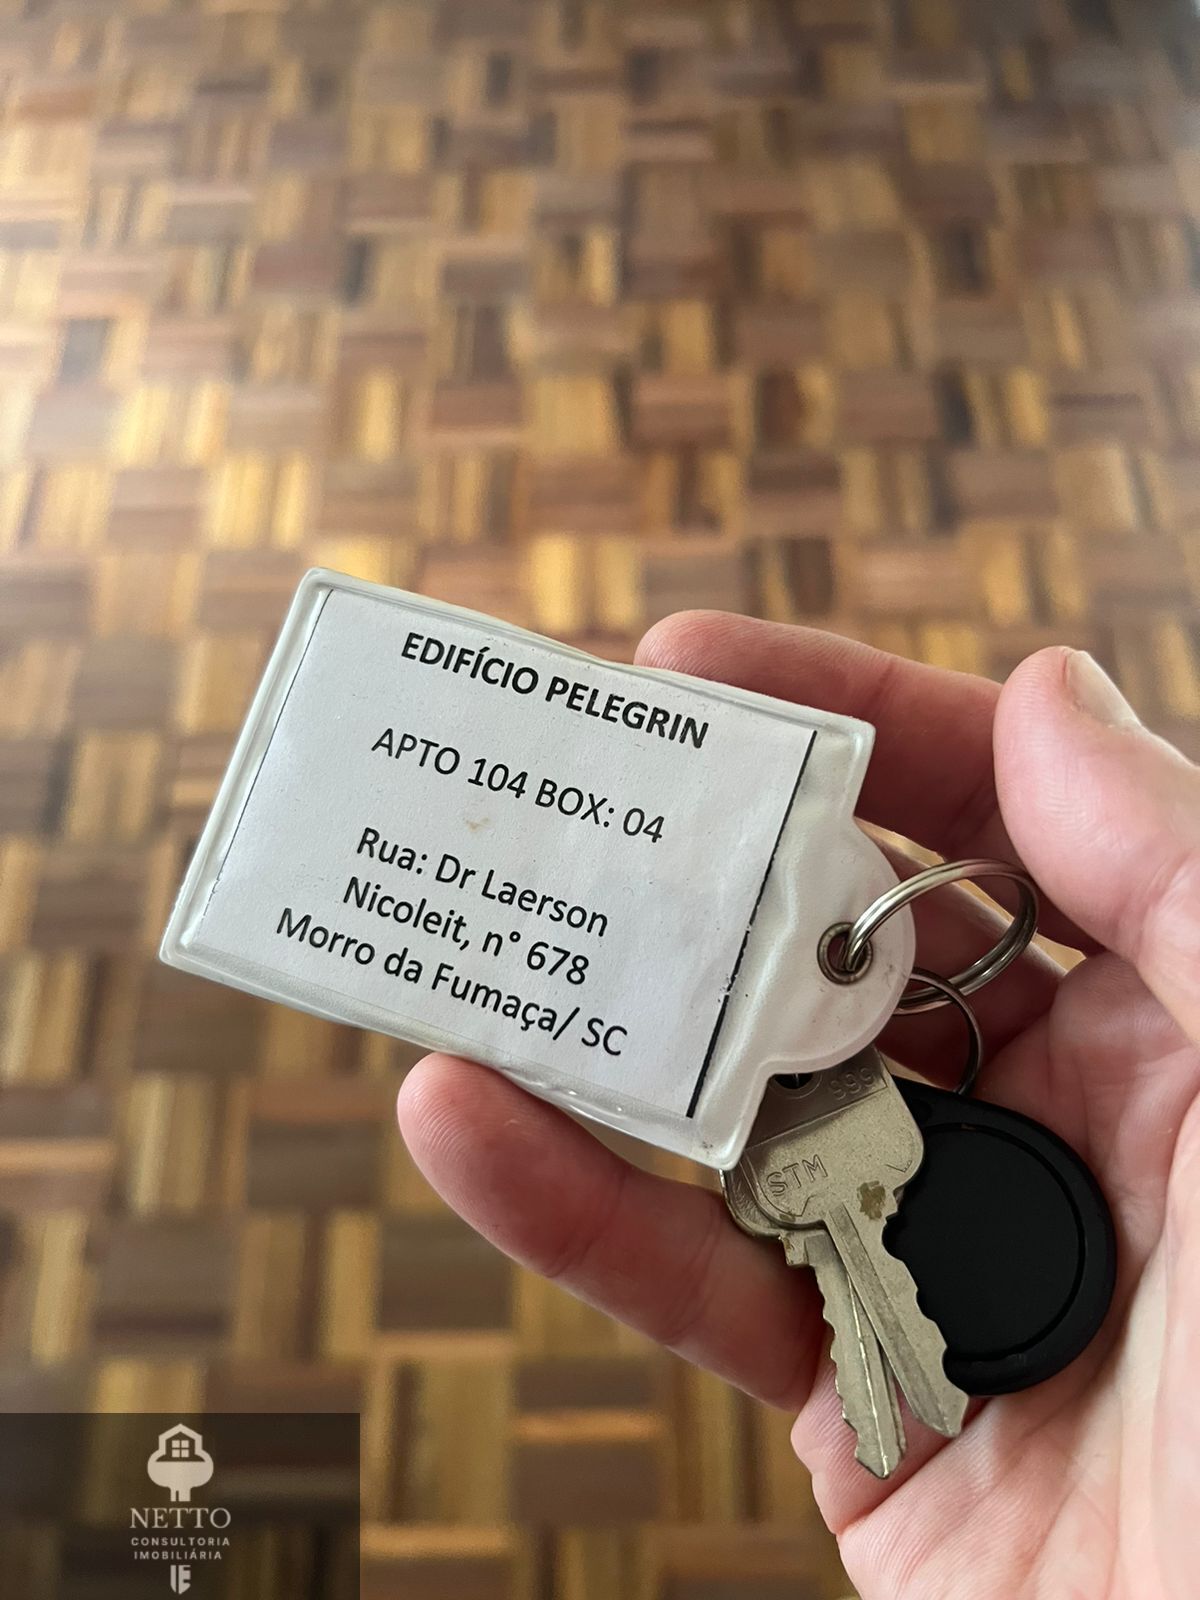 EDIFÍCIO PELEGRIN
APTO 104 BOX: 04
Rua: Dr Laerson
Nicoleit, n° 678
Morro da Fumaça/ SC
999
STM
NETTO
CONSULTORIA
IMOBILIÁRIA